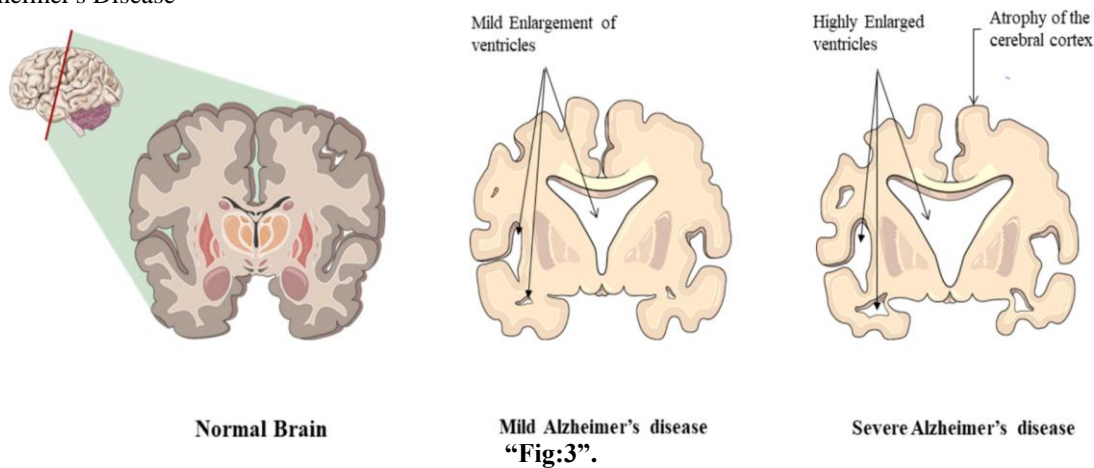 Mild Enlargement of
ventricles
Highly Enlarged
ventricles
Atrophy of the
cerebral cortex
Normal Brain
Mild Alzheimer's disease
Severe Alzheimer's disease
“Fig:3”.